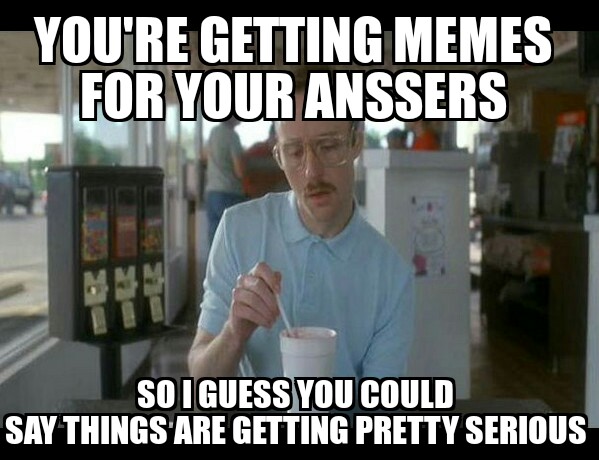 YOU'RE GETTING MEMES
FOR YOUR ANSSERS
SO I GUESS YOU COULD
SAY THINGS ARE GETTING PRETTY SERIOUS